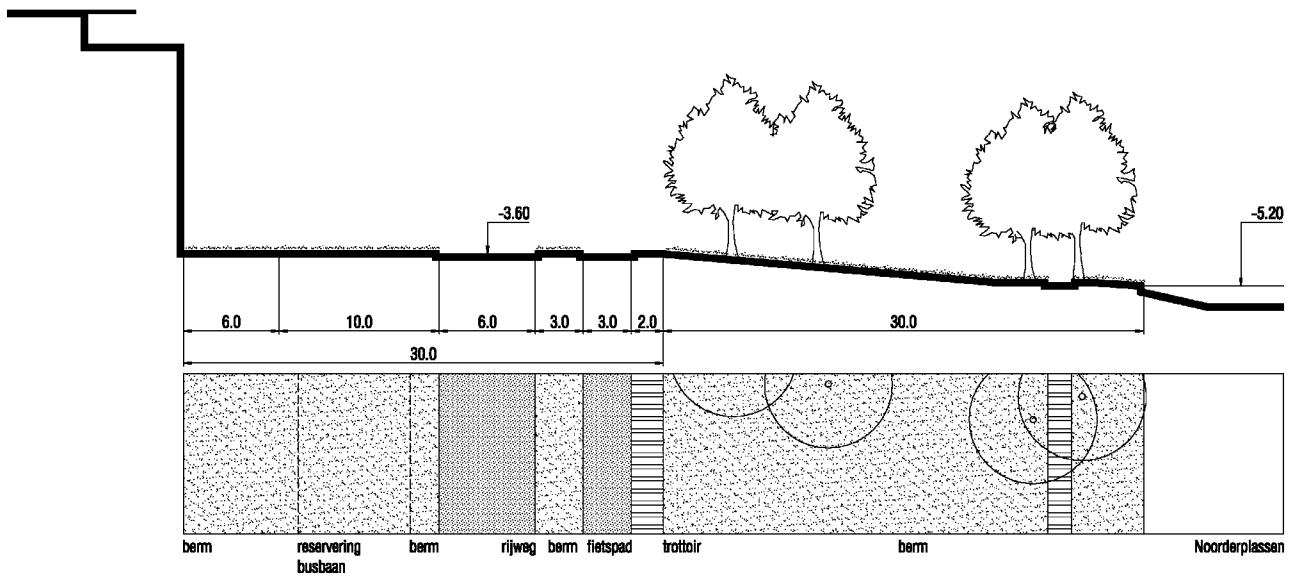 -3.60
-5.20
6.0 10.0 6.0 3.0 3.0 2.0 30.0
30.0
berm reservering berm rijweg berm fietspad trottoir berm Noorderplassen
busbaan